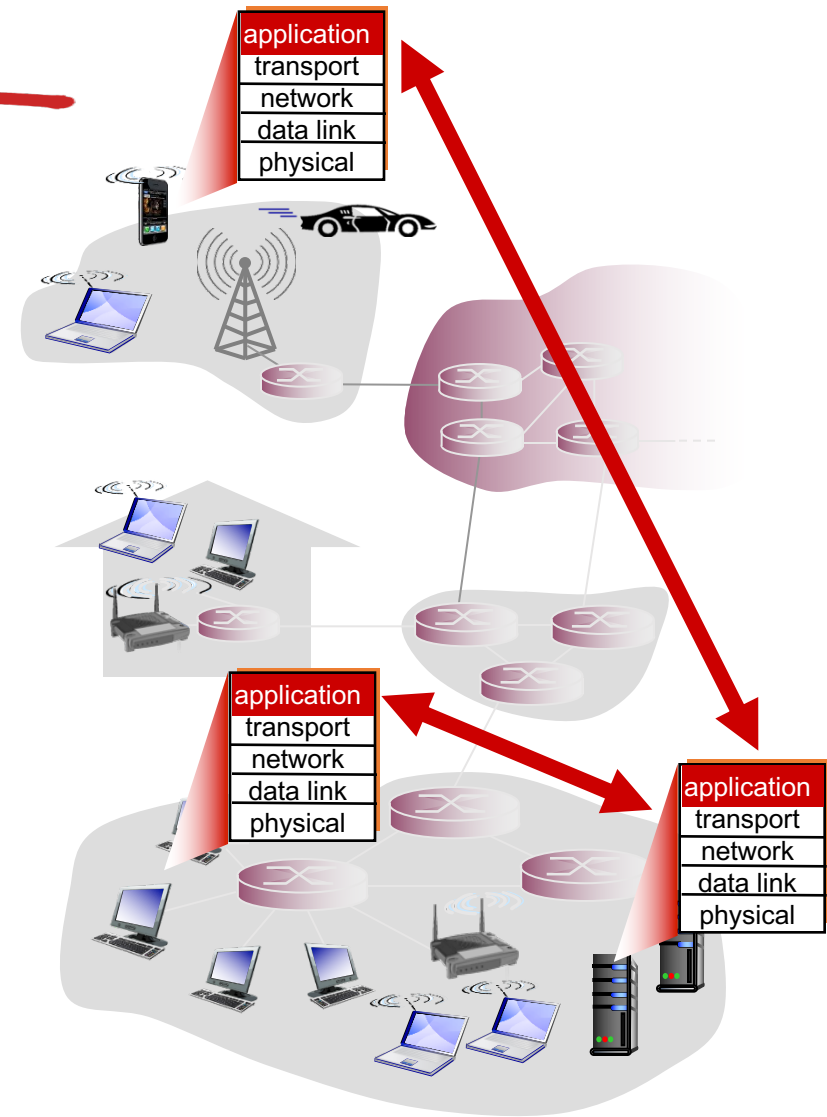 application
transport
network
data link
physical
application
transport
network
data link
physical
application
transport
network
data link
physical